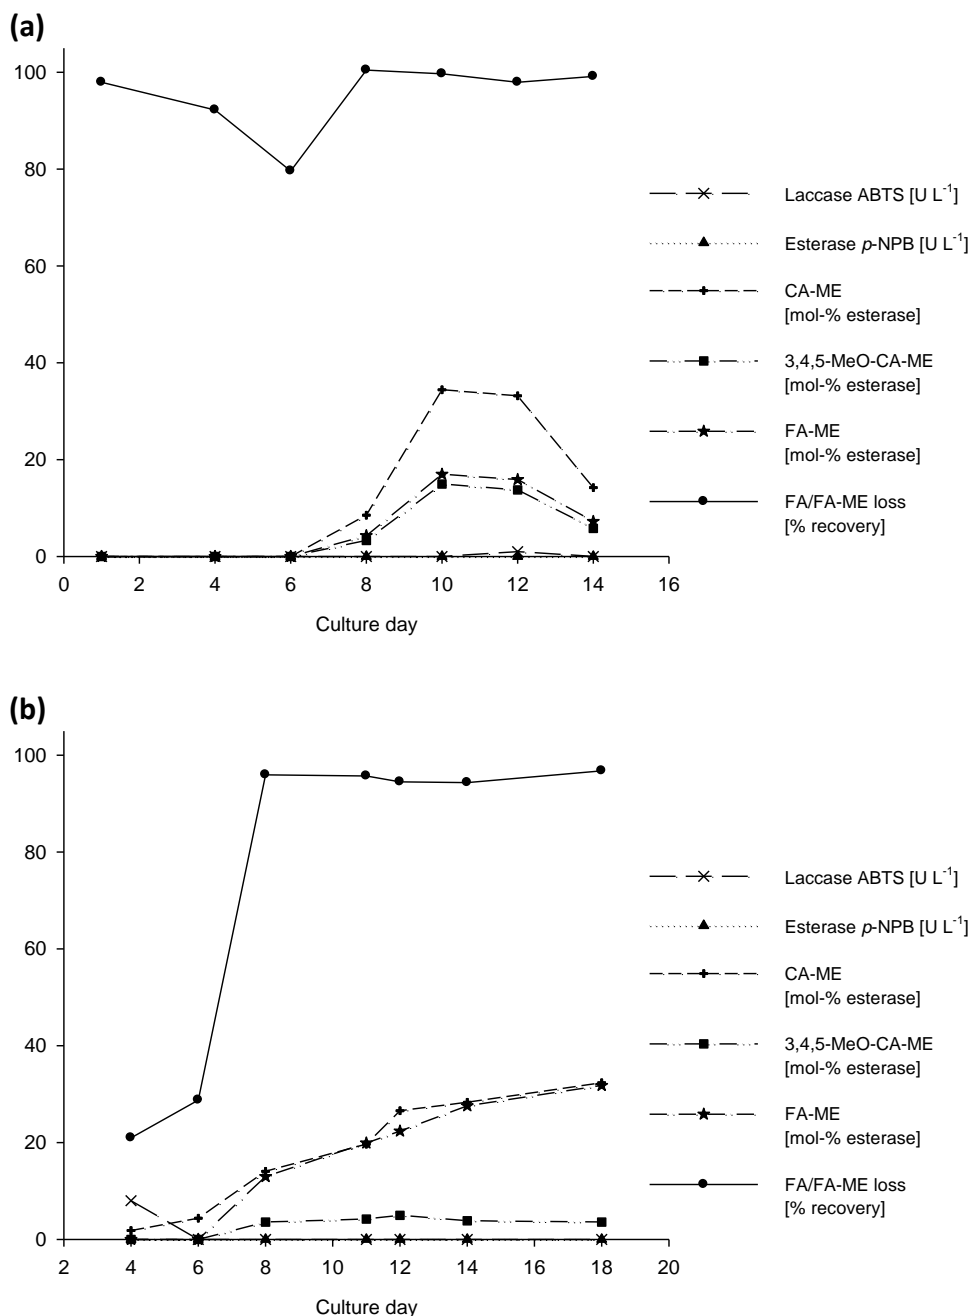 (a)
100
80
60
40
20
0
0 2 4 6 8 10 12 14 16
Culture day
Laccase ABTS [U L⁻¹]
Esterase p-NPB [U L⁻¹]
CA-ME
[mol-% esterase]
3,4,5-MeO-CA-ME
[mol-% esterase]
FA-ME
[mol-% esterase]
FA/FA-ME loss
[% recovery]
(b)
100
80
60
40
20
0
2 4 6 8 10 12 14 16 18 20
Culture day
Laccase ABTS [U L⁻¹]
Esterase p-NPB [U L⁻¹]
CA-ME
[mol-% esterase]
3,4,5-MeO-CA-ME
[mol-% esterase]
FA-ME
[mol-% esterase]
FA/FA-ME loss
[% recovery]